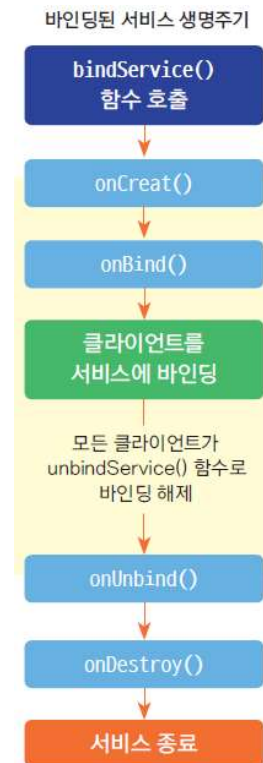 바인딩된 서비스 생명주기
bindService()
함수 호출
onCreat()
onBind()
클라이언트를
서비스에 바인딩
모든 클라이언트가
unbindService() 함수로
바인딩 해제
onUnbind()
onDestroy()
서비스 종료